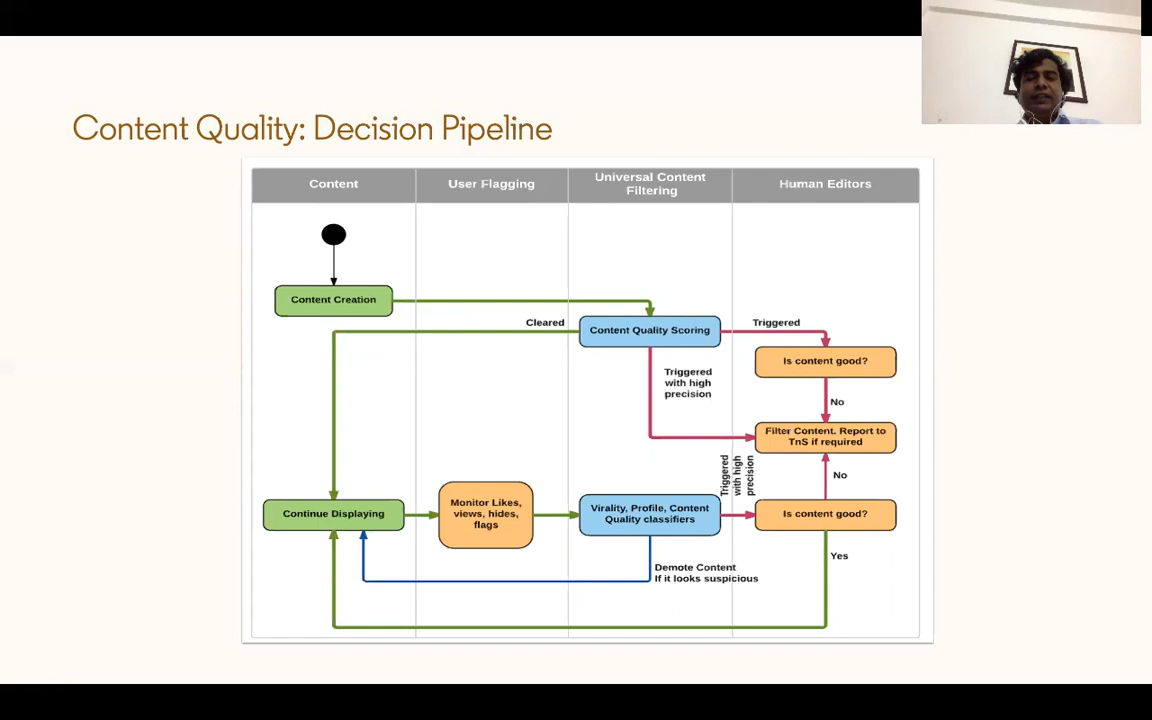 Content Quality: Decision Pipeline
Content
User Flagging
Universal Content
Filtering
Human Editors
Content Creation
Cleared
Content Quality Scoring
Triggered
Is content good?
Triggered
with high
precision
No
Filter Content. Report to
TnS if required
Triggered
with high
precision
No
Continue Displaying
Monitor Likes,
views, hides,
flags
Virality, Profile, Content
Quality classifiers
Is content good?
Yes
Demote Content
If it looks suspicious